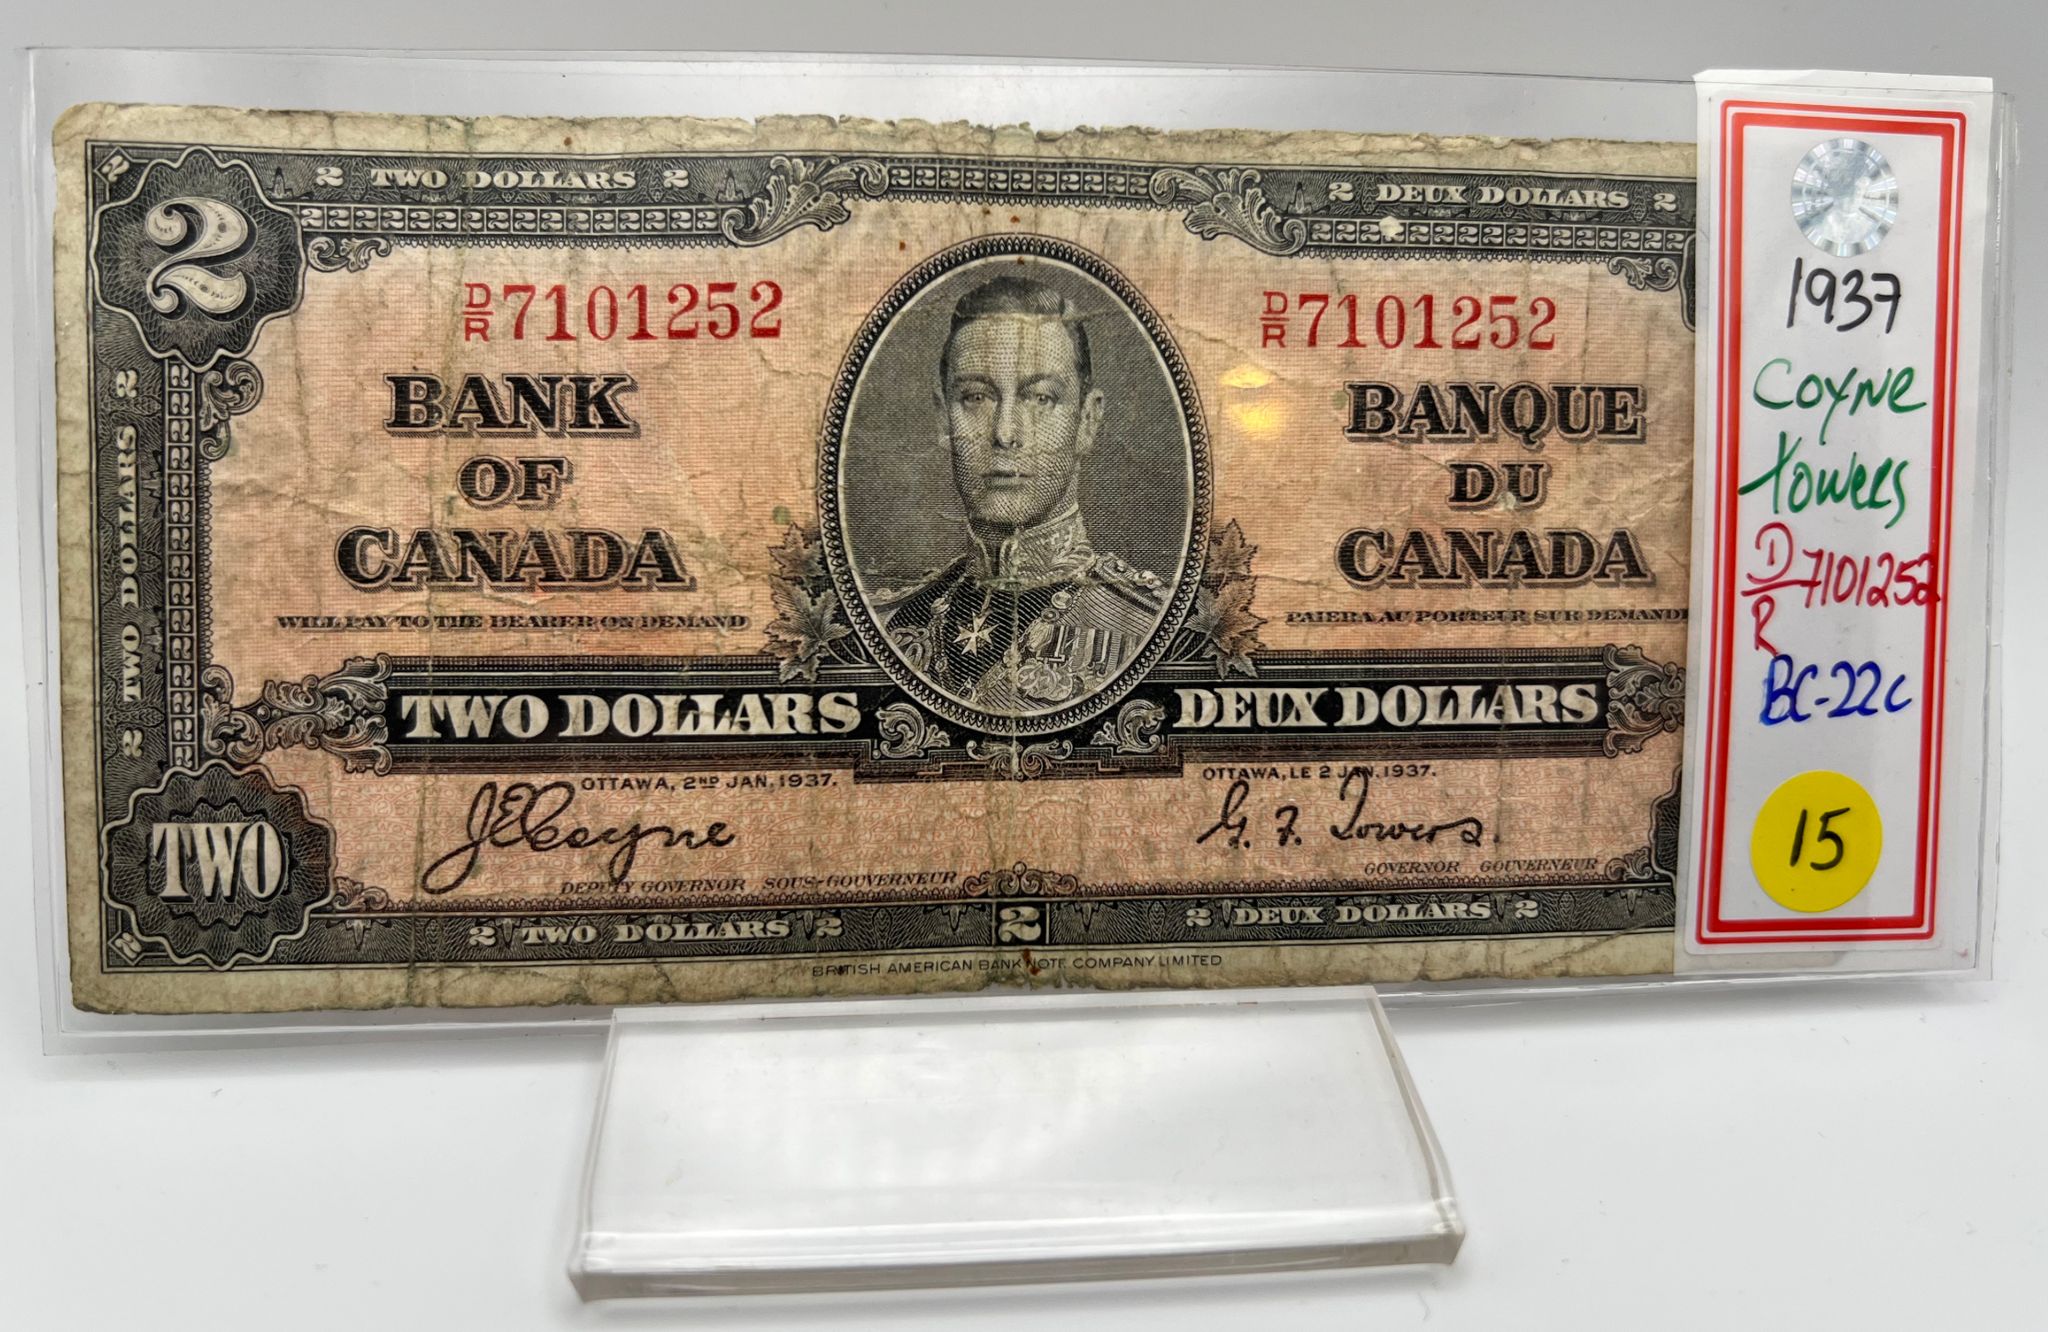 2 TWO DOLLARS 2
2222222222222
2 DEUX DOLLARS 2
2
D/R 7101252
D/R 7101252
BANK
OF
CANADA
WILL PAY TO THE BEARER ON DEMAND
BANQUE
DU
CANADA
PAIERA AU PORTEUR SUR DEMANDE
2 TWO DOLLARS 2
TWO DOLLARS
DEUX DOLLARS
OTTAWA, 2ND JAN. 1937.
OTTAWA, LE 2 JAN. 1937.
J E Coyne
G. F. Towers.
DEPUTY GOVERNOR SOUS-GOUVERNEUR
GOVERNOR GOUVERNEUR
TWO
2 TWO DOLLARS 2
2
2 DEUX DOLLARS 2
BRITISH AMERICAN BANK NOTE COMPANY LIMITED
1937
Coyne
Towers
D/R 7101252
BC-22c
15